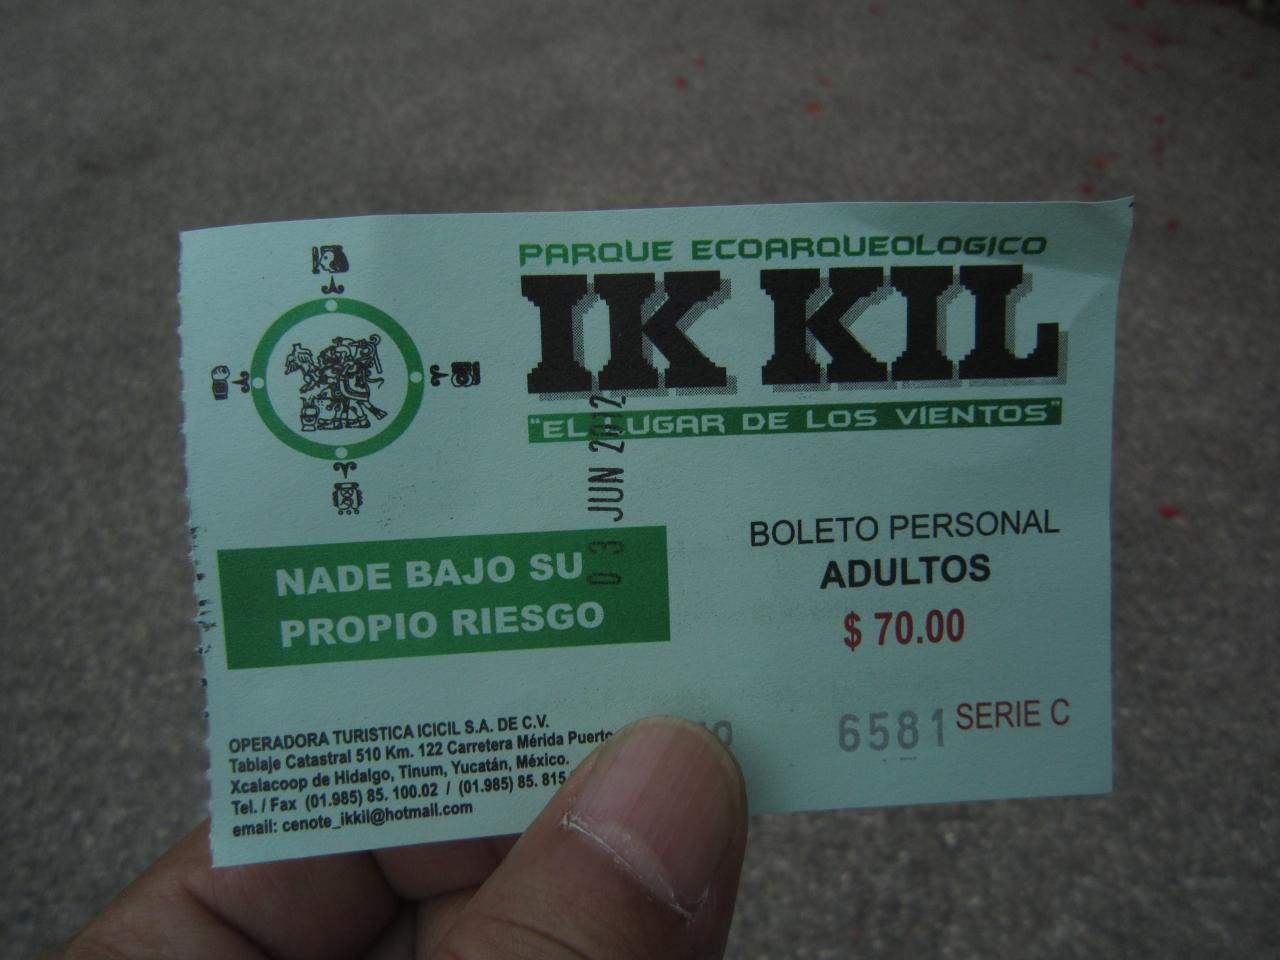 PARQUE ECOARQUEOLOGICO
IK KIL
"EL LUGAR DE LOS VIENTOS"
03 JUN 2012
NADE BAJO SU
PROPIO RIESGO
BOLETO PERSONAL
ADULTOS
$ 70.00
6581 SERIE C
OPERADORA TURISTICA ICICIL S.A. DE C.V.
Tablaje Catastral 510 Km. 122 Carretera Mérida Puerto
Xcalacoop de Hidalgo, Tinum, Yucatán, México.
Tel. / Fax (01.985) 85. 100.02 / (01.985) 85. 815
email: cenote_ikkil@hotmail.com